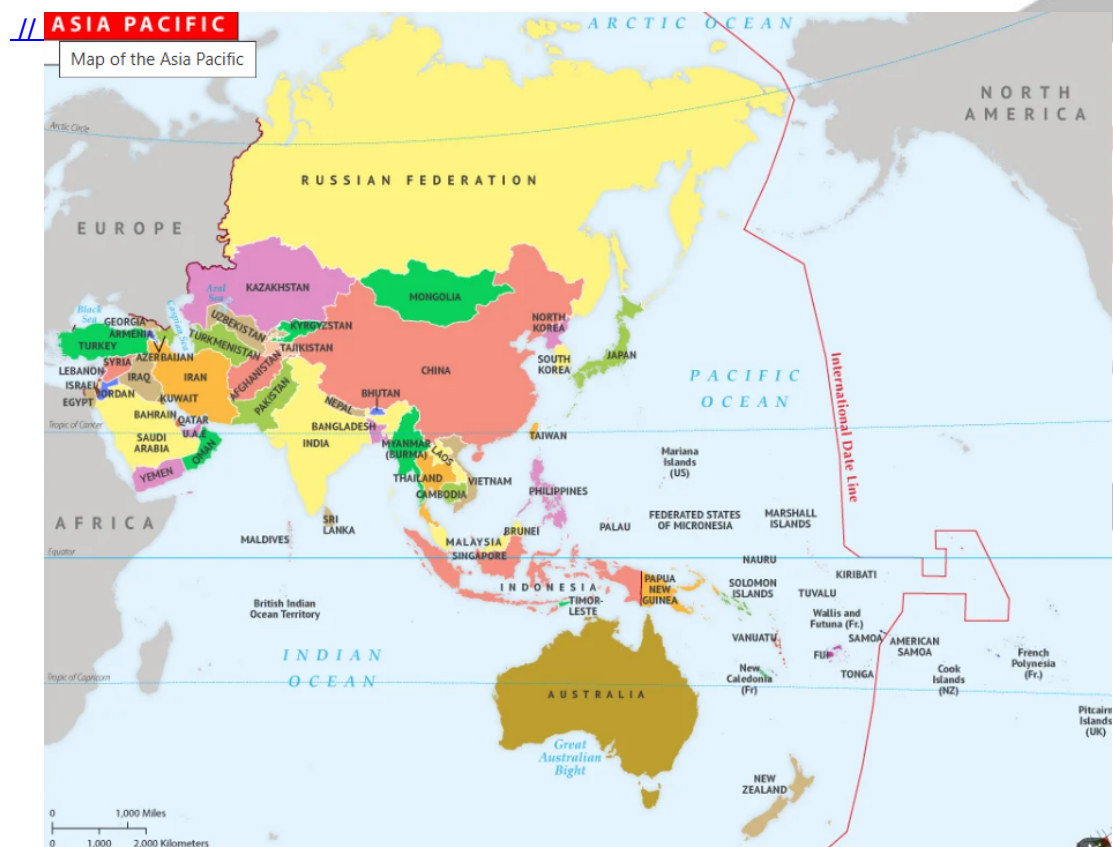 //
ASIA PACIFIC
Map of the Asia Pacific
ARCTIC OCEAN
NORTH
AMERICA
Arctic Circle
RUSSIAN FEDERATION
EUROPE
KAZAKHSTAN
MONGOLIA
Aral
Sea
Black
Sea
Caspian Sea
GEORGIA
ARMENIA
TURKEY
AZERBAIJAN
UZBEKISTAN
TURKMENISTAN
KYRGYZSTAN
TAJIKISTAN
NORTH
KOREA
SOUTH
KOREA
JAPAN
CHINA
LEBANON
SYRIA
ISRAEL
JORDAN
EGYPT
IRAQ
IRAN
KUWAIT
AFGHANISTAN
PAKISTAN
NEPAL
BHUTAN
BANGLADESH
PACIFIC
OCEAN
International Date Line
Tropic of Cancer
BAHRAIN
QATAR
U.A.E
SAUDI
ARABIA
OMAN
YEMEN
INDIA
MYANMAR
(BURMA)
LAOS
TAIWAN
THAILAND
VIETNAM
CAMBODIA
PHILIPPINES
Mariana
Islands
(US)
AFRICA
SRI
LANKA
MALDIVES
BRUNEI
MALAYSIA
SINGAPORE
PALAU
FEDERATED STATES
OF MICRONESIA
MARSHALL
ISLANDS
Equator
NAURU
KIRIBATI
INDONESIA
TIMOR-
LESTE
PAPUA
NEW
GUINEA
SOLOMON
ISLANDS
TUVALU
British Indian
Ocean Territory
Wallis and
Futuna (Fr.)
VANUATU
SAMOA
AMERICAN
SAMOA
FIJI
INDIAN
OCEAN
New
Caledonia
(Fr)
TONGA
Cook
Islands
(NZ)
French
Polynesia
(Fr.)
Tropic of Capricorn
AUSTRALIA
Pitcairn
Islands
(UK)
Great
Australian
Bight
NEW
ZEALAND
0 1,000 Miles
0 1,000 2,000 Kilometers